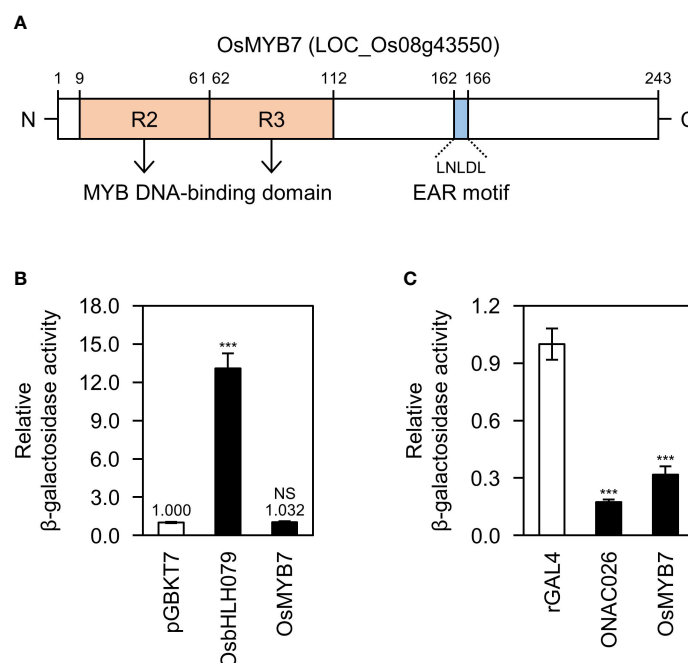 A
OsMYB7 (LOC_Os08g43550)
1 9 61 62 112 162 166 243
N R2 R3
LNLDL
MYB DNA-binding domain EAR motif
B
Relative
β-galactosidase activity
18.0
15.0
12.0
9.0
6.0
3.0
0.0
***
1.000
NS
1.032
pGBKT7
OsbHLH079
OsMYB7
C
Relative
β-galactosidase activity
1.2
0.9
0.6
0.3
0.0
***
***
rGAL4
ONAC026
OsMYB7